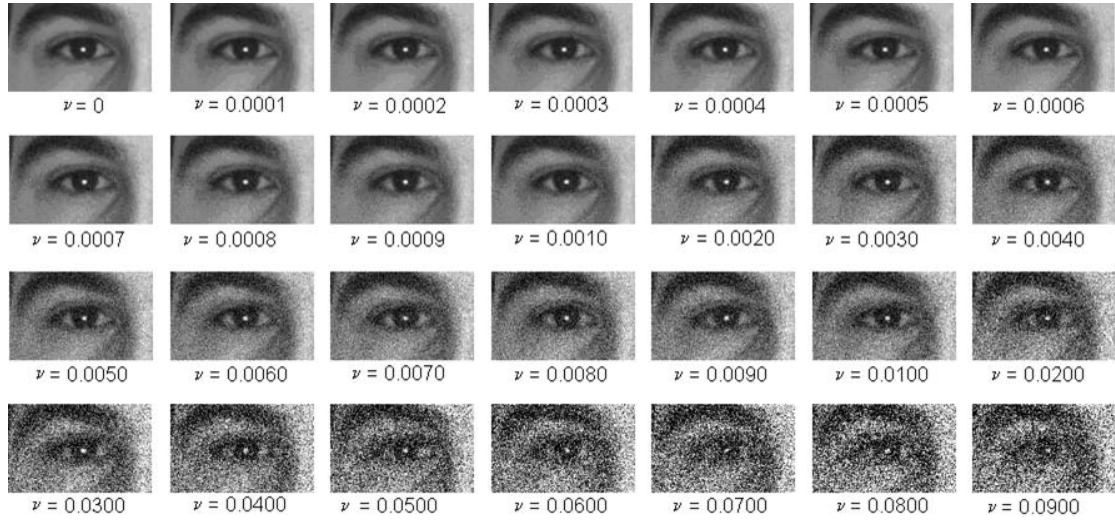 ν = 0 ν = 0.0001 ν = 0.0002 ν = 0.0003 ν = 0.0004 ν = 0.0005 ν = 0.0006
ν = 0.0007 ν = 0.0008 ν = 0.0009 ν = 0.0010 ν = 0.0020 ν = 0.0030 ν = 0.0040
ν = 0.0050 ν = 0.0060 ν = 0.0070 ν = 0.0080 ν = 0.0090 ν = 0.0100 ν = 0.0200
ν = 0.0300 ν = 0.0400 ν = 0.0500 ν = 0.0600 ν = 0.0700 ν = 0.0800 ν = 0.0900